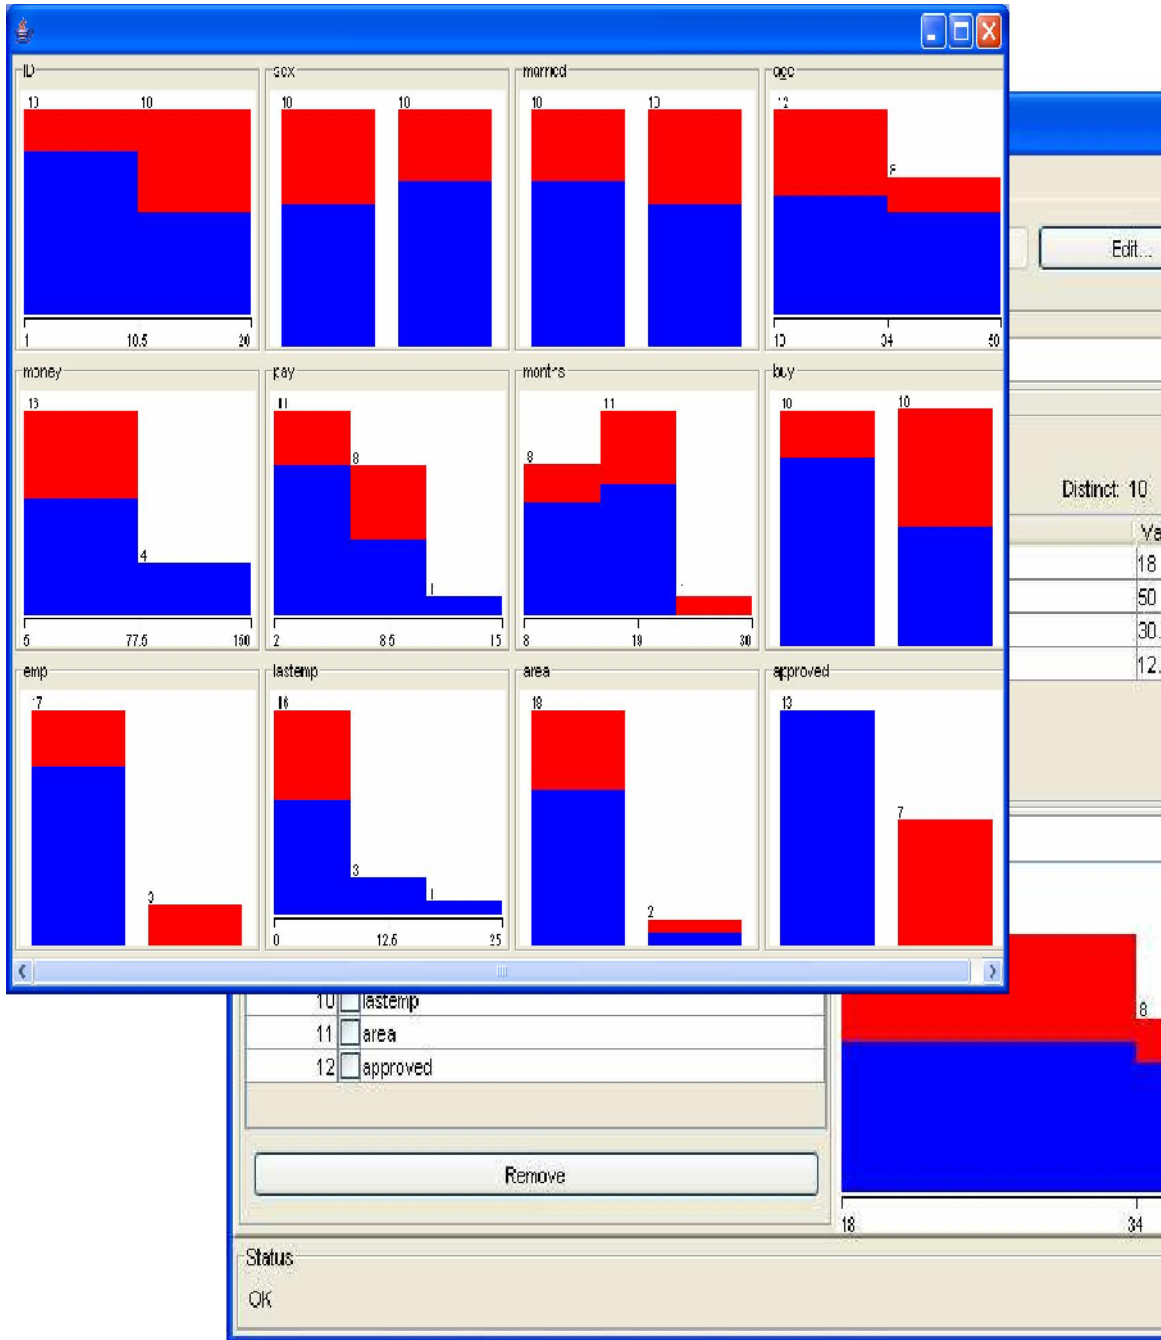 ID sex married age
10 10 10 10 10 10 12 8
1 10.5 20 34 50
money pay months buy
4 11 8 1 8 11 10 10
5 77.5 150 2 8.5 15 8 19 30
emp lastemp area approved
17 3 16 3 1 18 2 13 7
0 12.5 25
Edit...
Distinct: 10
18
50
30.
12.
10 lastemp
11 area
12 approved
Remove
8
18 34
Status
OK